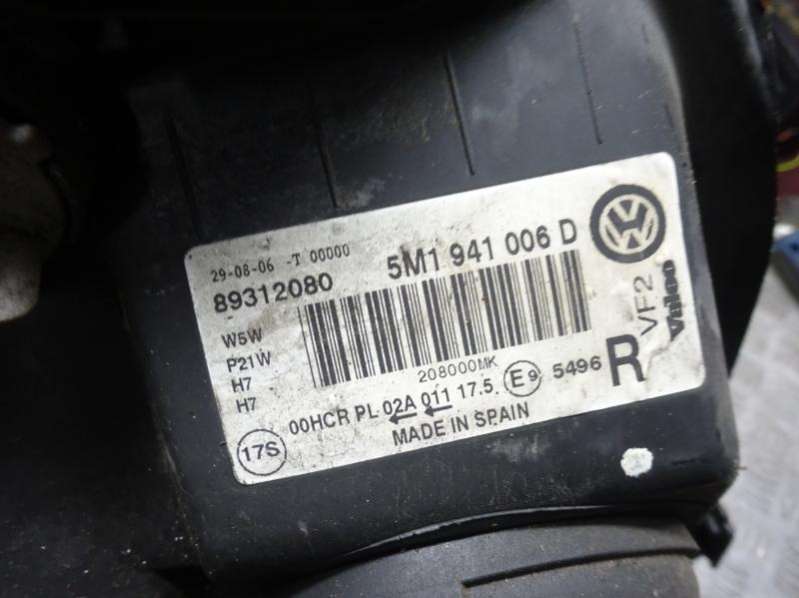 29-08-06 -T 00000
89312080 5M1 941 006 D
W5W
P21W
H7
H7
208000MK
00HCR PL 02A 011 17.5 E9 5496 R
17S
MADE IN SPAIN
VF2
Valeo